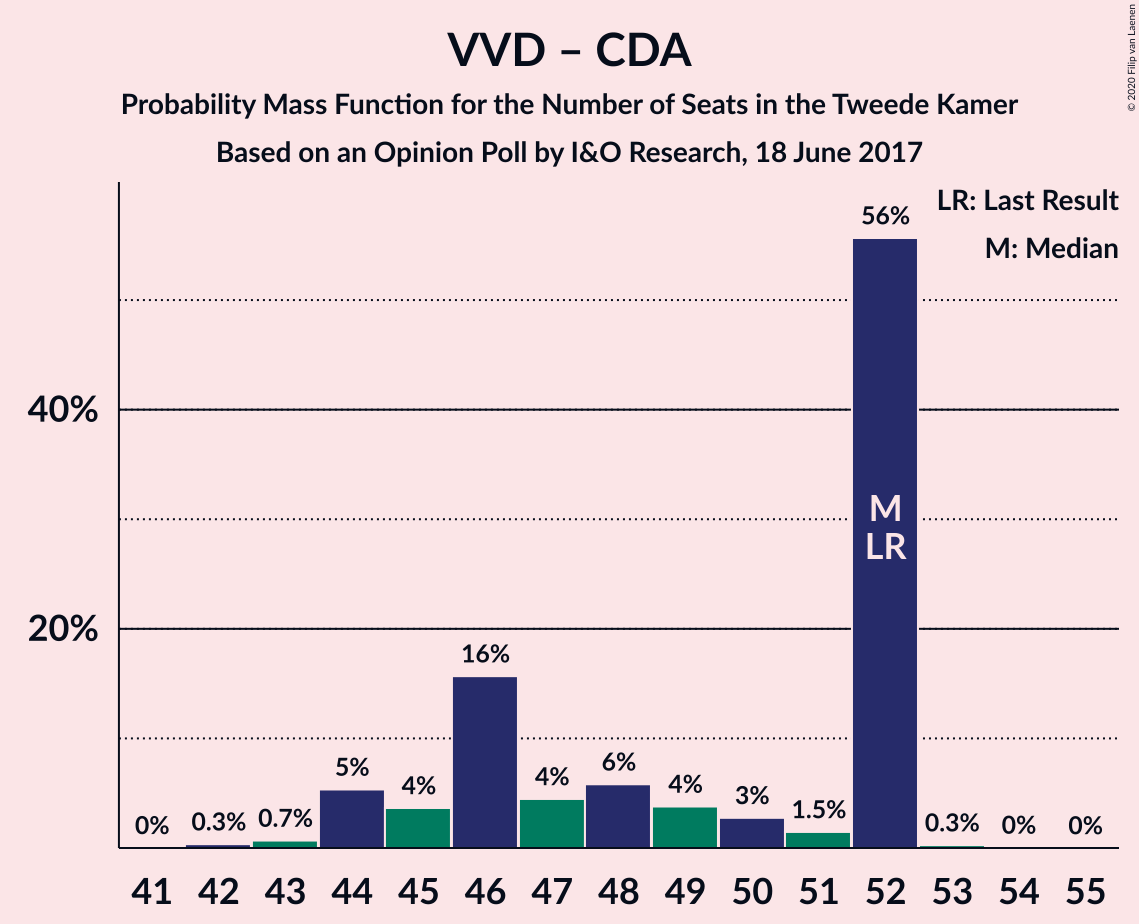 VVD – CDA
Probability Mass Function for the Number of Seats in the Tweede Kamer
Based on an Opinion Poll by I&O Research, 18 June 2017
© 2020 Filip van Laenen
LR: Last Result
M: Median
40%
20%
0%
0.3%
0.7%
5%
4%
16%
4%
6%
4%
3%
1.5%
56%
0.3%
0%
0%
M
LR
41 42 43 44 45 46 47 48 49 50 51 52 53 54 55